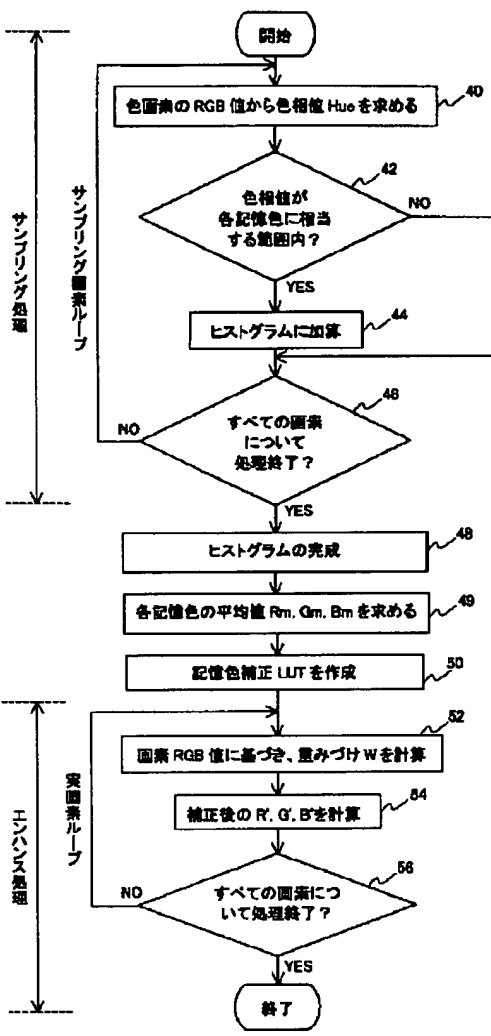 開始
色画素の RGB 値から色相値 Hue を求める
40
42
色相値が
各記憶色に相当
する範囲内？
NO
YES
ヒストグラムに加算
44
46
すべての画素
について
処理終了？
NO
YES
サンプリング処理
サンプリング画素ループ
ヒストグラムの完成
48
各記憶色の平均値 Rm, Gm, Bm を求める
49
記憶色補正 LUT を作成
50
52
画素 RGB 値に基づき、重みづけ W を計算
54
補正後の R', G', B'を計算
56
すべての画素につ
いて処理終了？
NO
YES
エンハンス処理
実画素ループ
終了